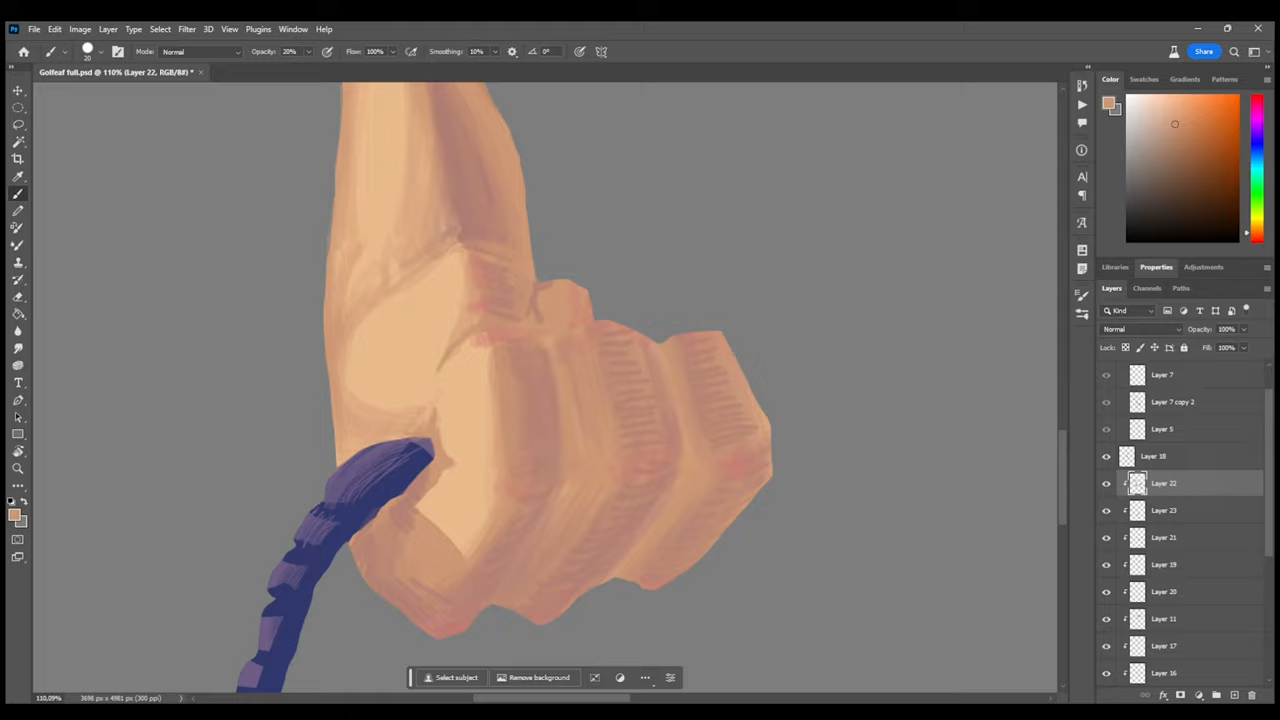 Ps File Edit Image Layer Type Select Filter 3D View Plugins Window Help
20 Mode: Normal Opacity: 20% Flow: 100% Smoothing: 10% 0° Share
Golfeaf full.psd @ 110% (Layer 22, RGB/8#) * ×
Color Swatches Gradients Patterns
Libraries Properties Adjustments
Layers Channels Paths
Kind
Normal Opacity: 100%
Lock: Fill: 100%
Layer 7
Layer 7 copy 2
Layer 5
Layer 18
Layer 22
Layer 23
Layer 21
Layer 19
Layer 20
Layer 11
Layer 17
Layer 16
Select subject Remove background
110,09% 3698 px x 4981 px (300 ppi)